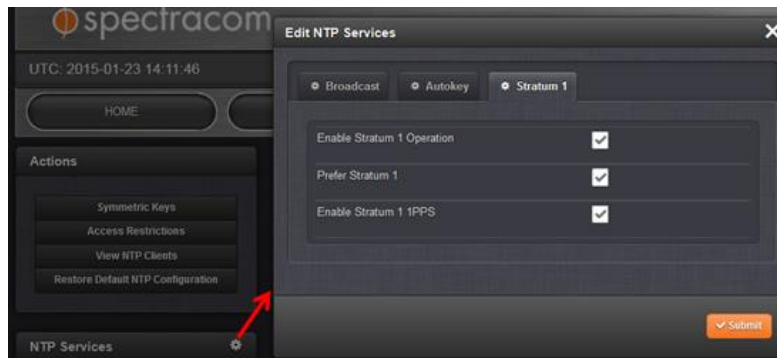 spectracom
UTC: 2015-01-23 14:11:46
HOME
Actions
Symmetric Keys
Access Restrictions
View NTP Clients
Restore Default NTP Configuration
NTP Services
Edit NTP Services
Broadcast
Autokey
Stratum 1
Enable Stratum 1 Operation
Prefer Stratum 1
Enable Stratum 1 1PPS
Submit